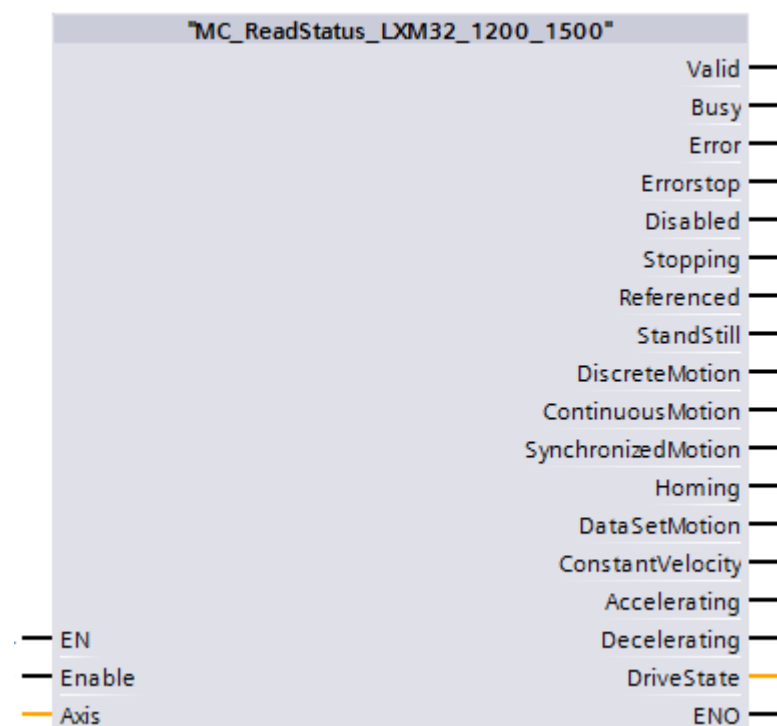 "MC_ReadStatus_LXM32_1200_1500"
Valid
Busy
Error
Errorstop
Disabled
Stopping
Referenced
StandStill
DiscreteMotion
ContinuousMotion
SynchronizedMotion
Homing
DataSetMotion
ConstantVelocity
Accelerating
EN Decelerating
Enable DriveState
Axis ENO